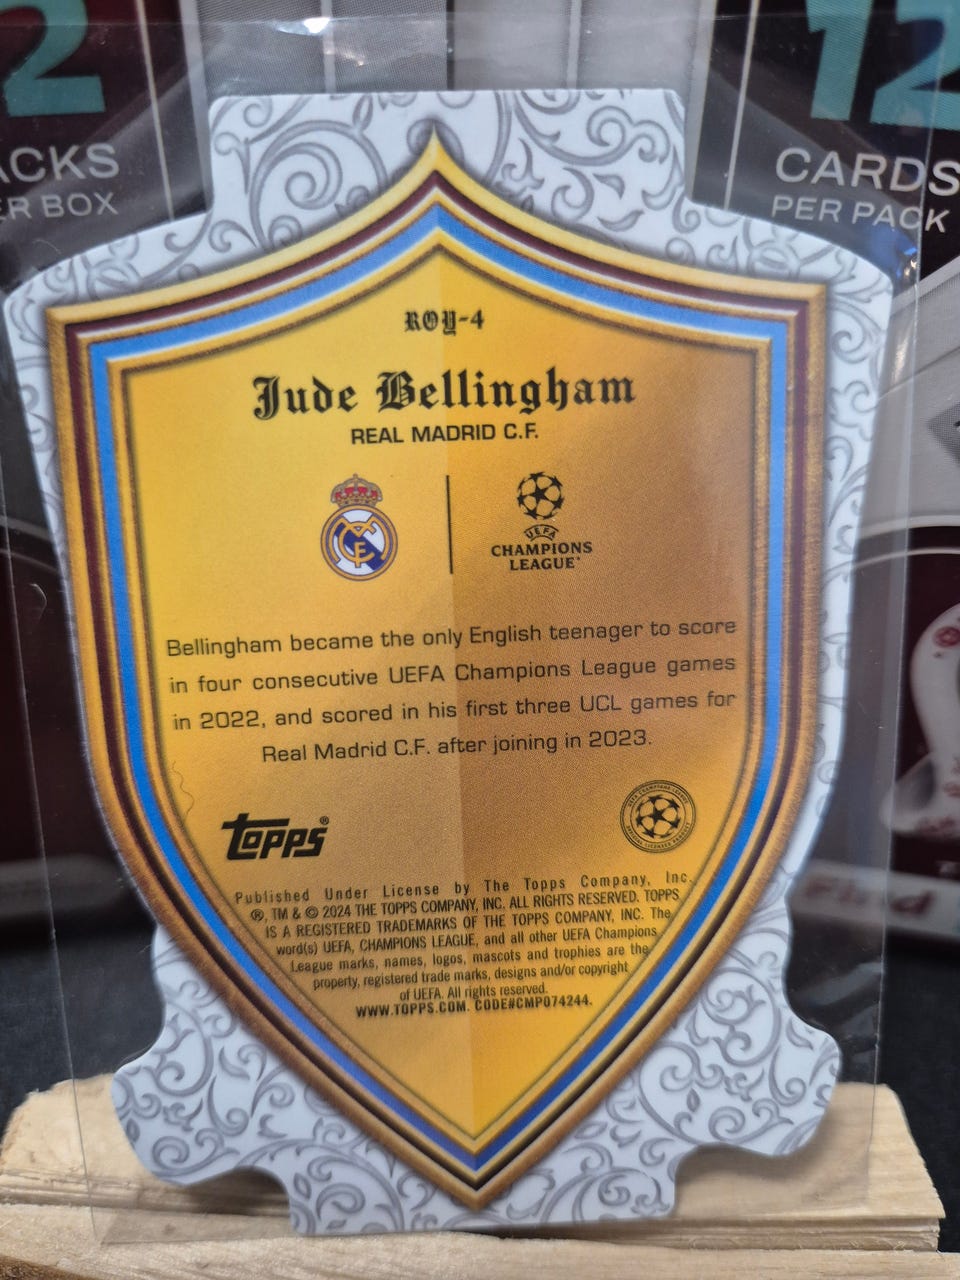 2
12
ACKS
CARDS
ER BOX
PER PACK
ROY-4
Jude Bellingham
REAL MADRID C.F.
UEFA
CHAMPIONS
LEAGUE
Bellingham became the only English teenager to score
in four consecutive UEFA Champions League games
in 2022, and scored in his first three UCL games for
Real Madrid C.F. after joining in 2023.
topps®
Published Under License by The Topps Company, Inc.
®, TM & © 2024 THE TOPPS COMPANY, INC. ALL RIGHTS RESERVED. TOPPS
IS A REGISTERED TRADEMARKS OF THE TOPPS COMPANY, INC. The
word(s) UEFA, CHAMPIONS LEAGUE, and all other UEFA Champions
League marks, names, logos, mascots and trophies are the
property, registered trade marks, designs and/or copyright
of UEFA. All rights reserved.
WWW.TOPPS.COM. CODE#CMP074244.